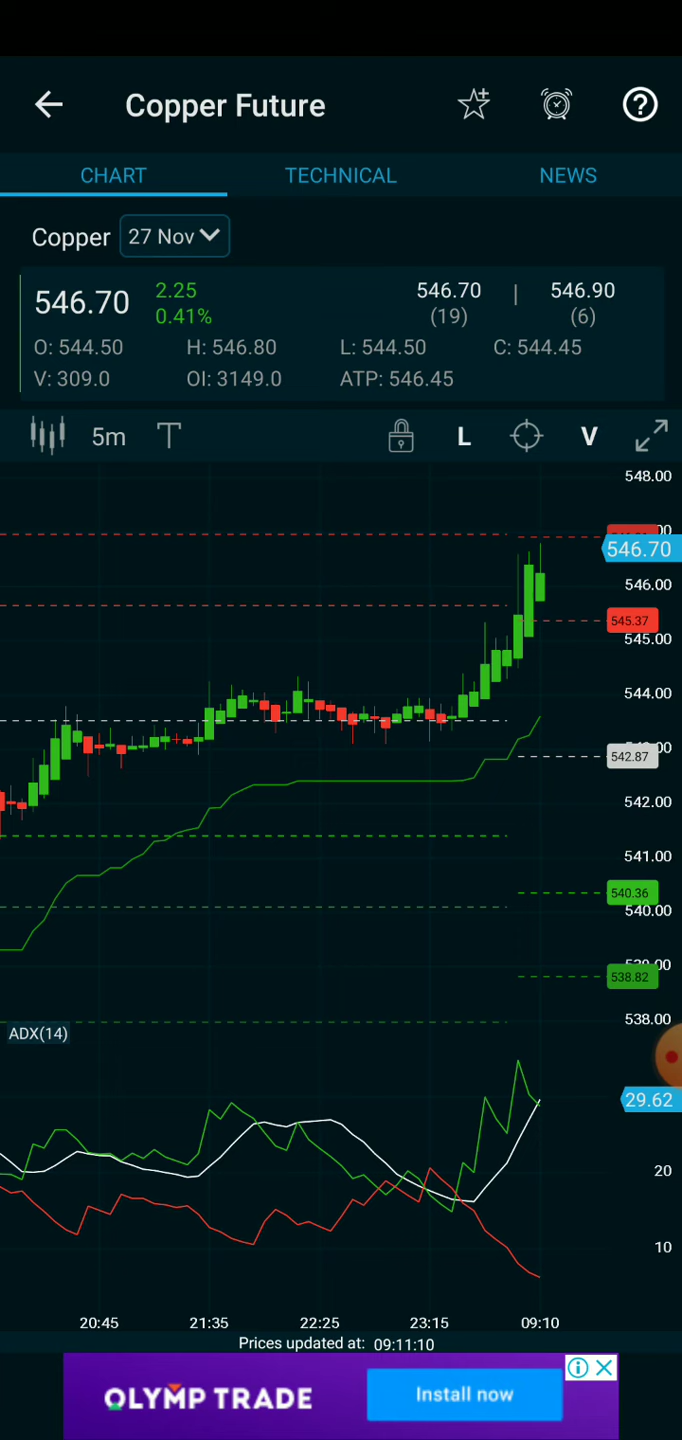 Copper Future
CHART TECHNICAL NEWS
Copper 27 Nov
546.70 2.25 0.41% 546.70 (19) | 546.90 (6)
O: 544.50 H: 546.80 L: 544.50 C: 544.45
V: 309.0 OI: 3149.0 ATP: 546.45
5m T L V
548.00
546.70
546.00
545.37
545.00
544.00
542.87
542.00
541.00
540.36
540.00
538.82
538.00
ADX(14)
29.62
20
10
20:45 21:35 22:25 23:15 09:10
Prices updated at: 09:11:10
OLYMP TRADE Install now